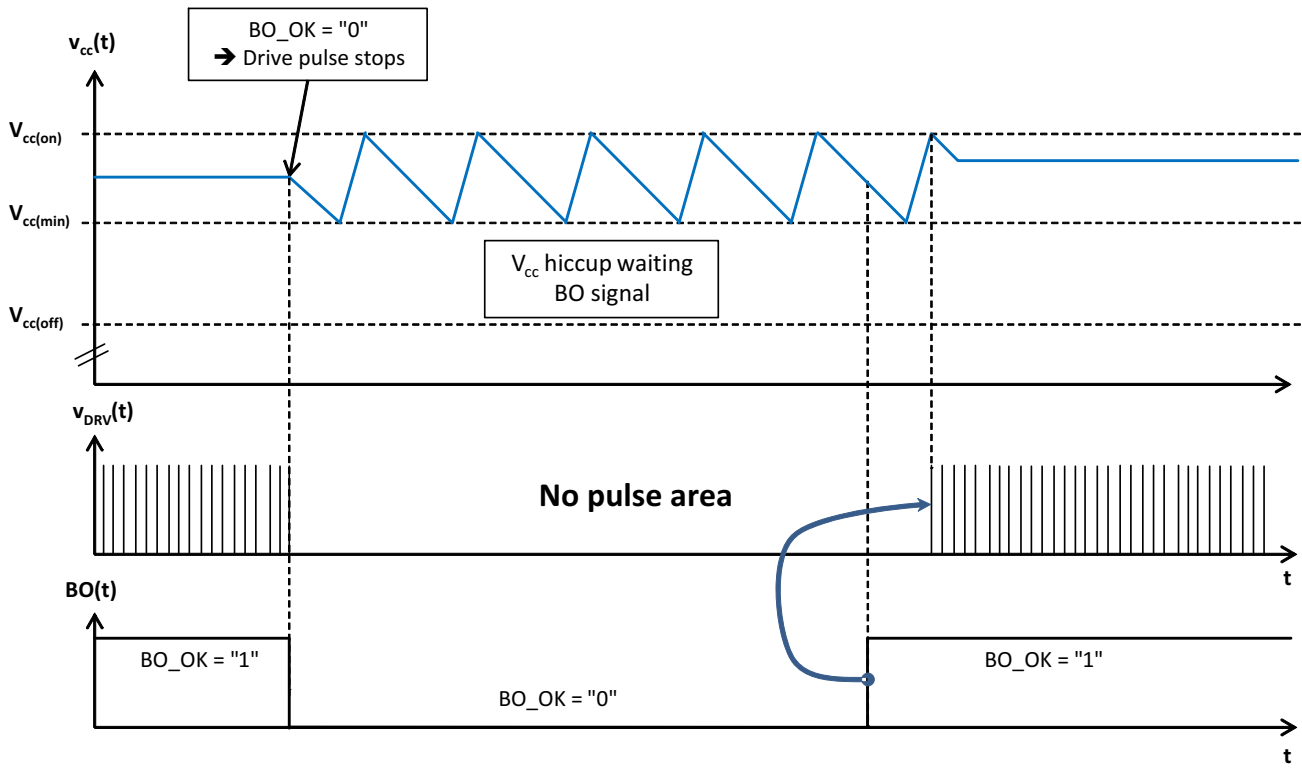 BO_OK = "0"
➔ Drive pulse stops
vcc(t)
Vcc(on)
Vcc(min)
Vcc hiccup waiting
BO signal
Vcc(off)
vDRV(t)
No pulse area
t
BO(t)
BO_OK = "1"
BO_OK = "1"
BO_OK = "0"
t